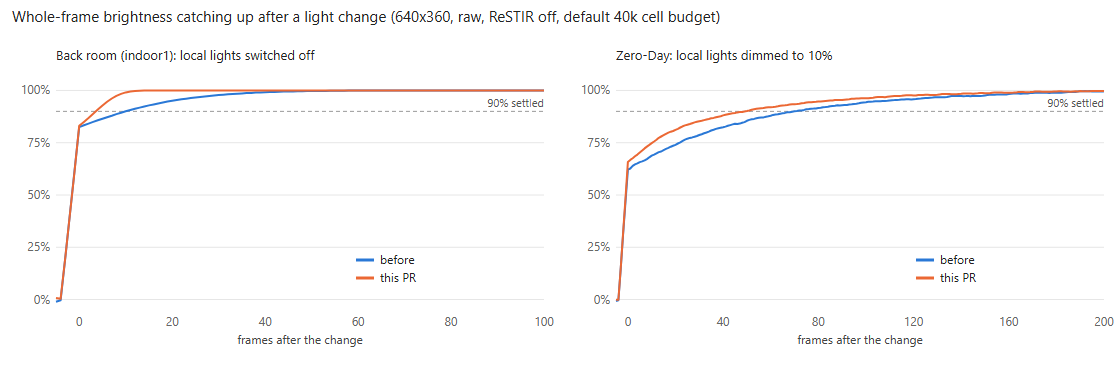 Whole-frame brightness catching up after a light change (640x360, raw, ReSTIR off, default 40k cell budget)
Back room (indoor1): local lights switched off
100%
75%
50%
25%
0%
90% settled
before
this PR
0
20
40
60
80
100
frames after the change
Zero-Day: local lights dimmed to 10%
100%
75%
50%
25%
0%
90% settled
before
this PR
0
40
80
120
160
200
frames after the change